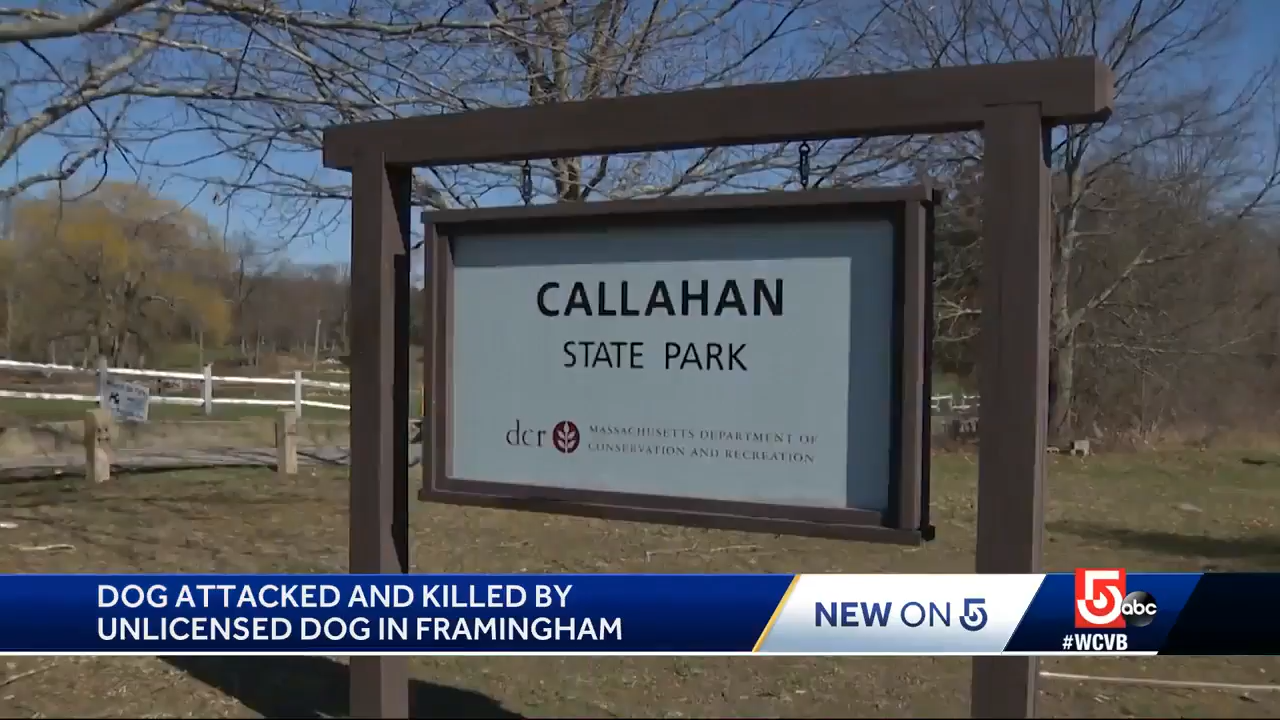 CALLAHAN
STATE PARK
dcr MASSACHUSETTS DEPARTMENT OF
CONSERVATION AND RECREATION
DOG ATTACKED AND KILLED BY
UNLICENSED DOG IN FRAMINGHAM
NEW ON 5
5 abc
#WCVB